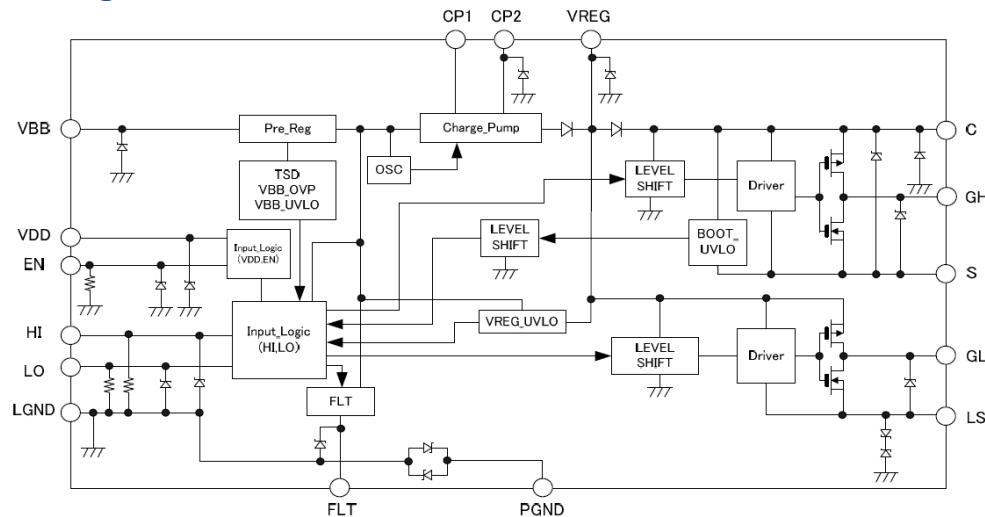 CP1 CP2 VREG
VBB
Pre_Reg
Charge_Pump
C
OSC
TSD
VBB_OVP
VBB_UVLO
LEVEL
SHIFT
Driver
GH
VDD
Input_Logic
(VDD,EN)
LEVEL
SHIFT
BOOT_
UVLO
EN
S
HI
Input_Logic
(HI,LO)
VREG_UVLO
LO
LEVEL
SHIFT
Driver
GL
LGND
FLT
LS
FLT
PGND